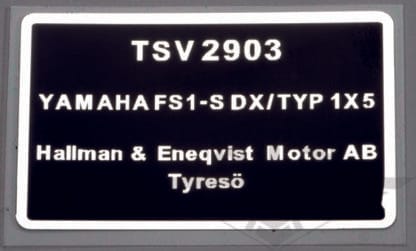 TSV 2903
YAMAHA FS1-S DX/TYP 1X5
Hallman & Eneqvist Motor AB
Tyresö